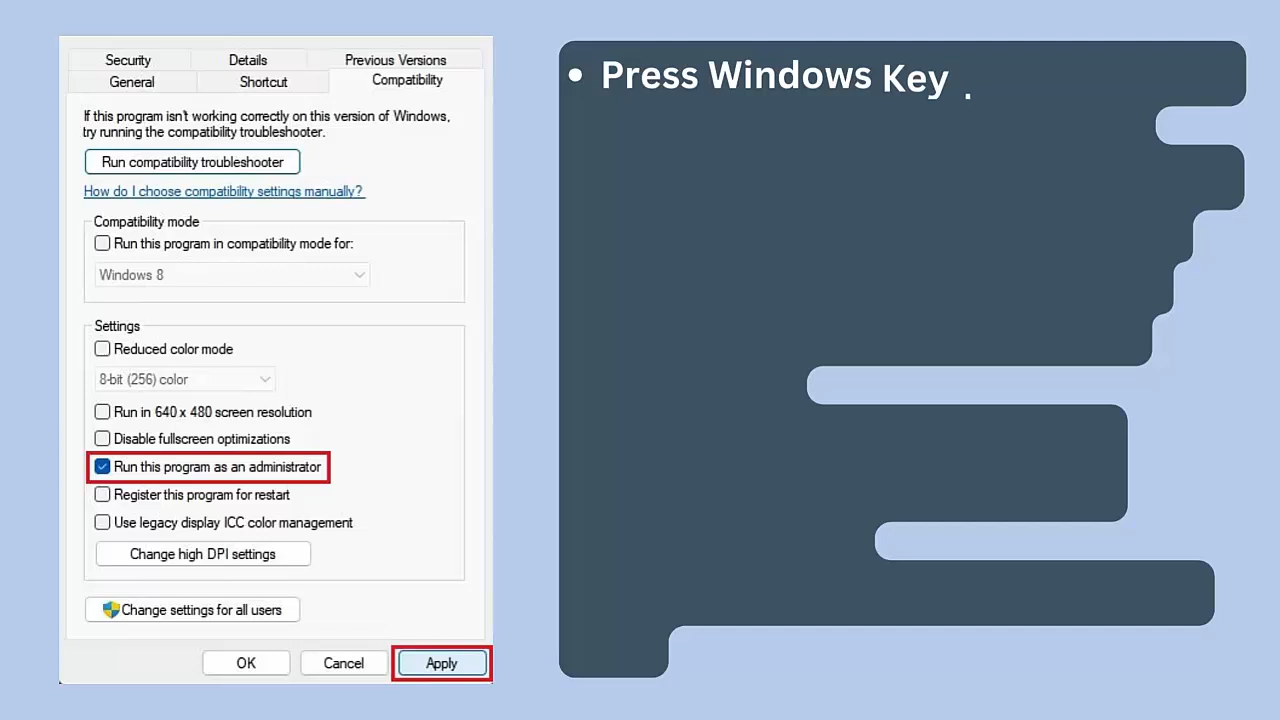 Security Details Previous Versions
General Shortcut Compatibility
If this program isn't working correctly on this version of Windows,
try running the compatibility troubleshooter.
Run compatibility troubleshooter
How do I choose compatibility settings manually?
Compatibility mode
Run this program in compatibility mode for:
Windows 8
Settings
Reduced color mode
8-bit (256) color
Run in 640 x 480 screen resolution
Disable fullscreen optimizations
Run this program as an administrator
Register this program for restart
Use legacy display ICC color management
Change high DPI settings
Change settings for all users
OK Cancel Apply
• Press Windows Key .